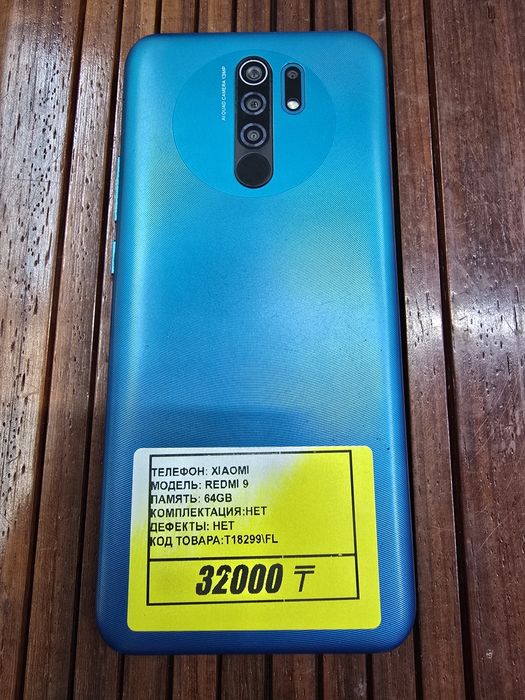 AI QUAD CAMERA 13MP
ТЕЛЕФОН: XIAOMI
МОДЕЛЬ: REDMI 9
ПАМЯТЬ: 64GB
КОМПЛЕКТАЦИЯ:НЕТ
ДЕФЕКТЫ: НЕТ
КОД ТОВАРА:T18299\FL
32000 ₸